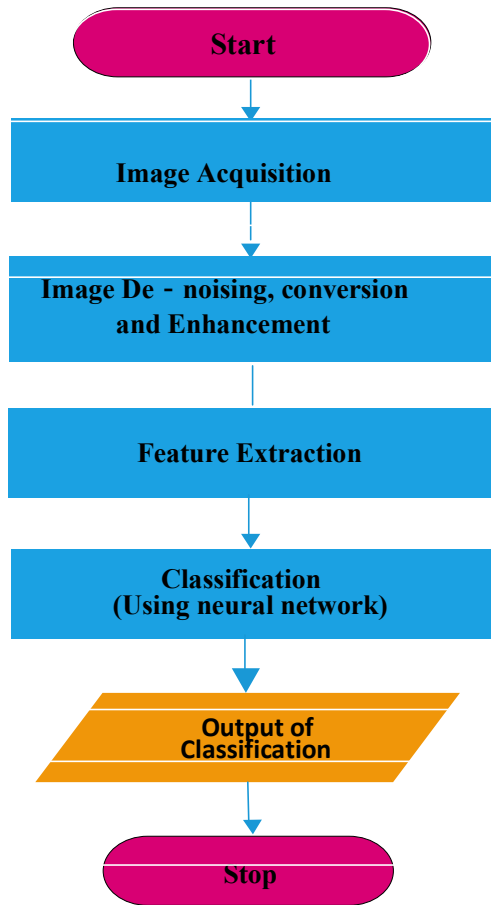 Start
Image Acquisition
Image De - noising, conversion
and Enhancement
Feature Extraction
Classification
(Using neural network)
Output of
Classification
Stop